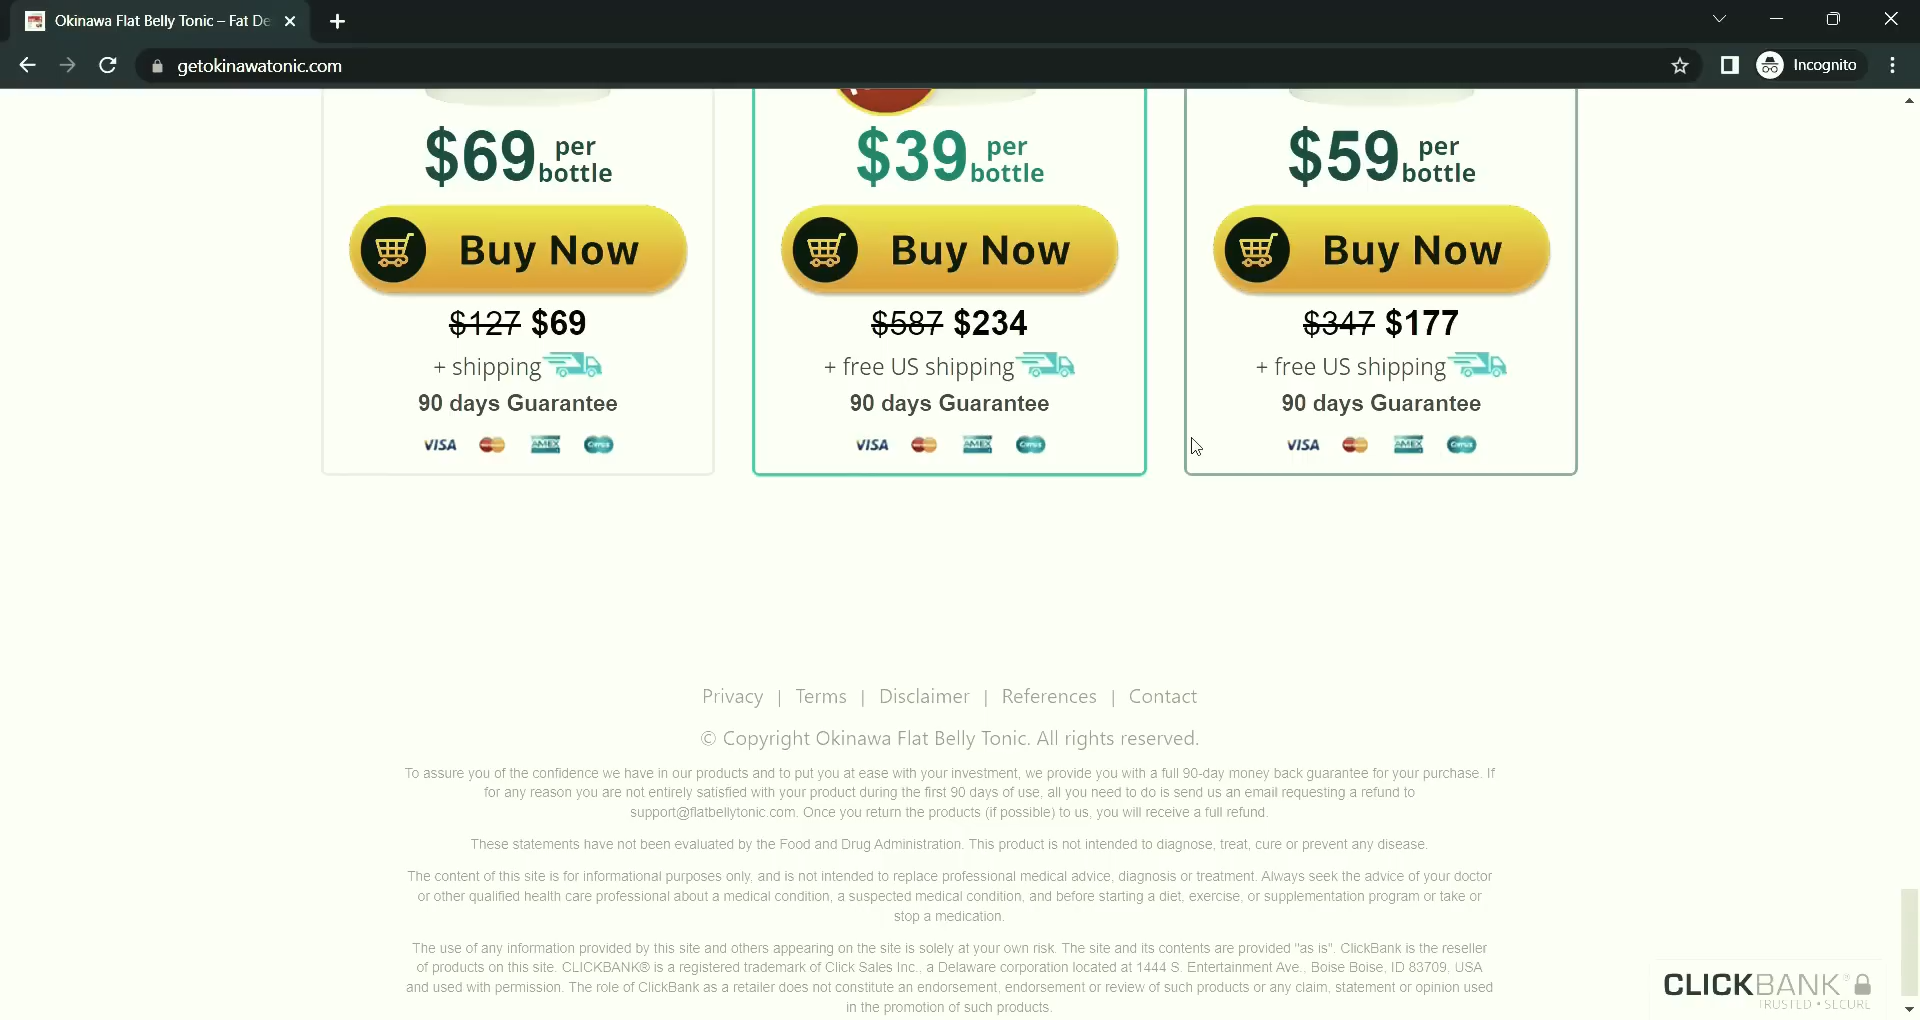 Okinawa Flat Belly Tonic – Fat De
getokinawatonic.com
Incognito
$69 per bottle
$39 per bottle
$59 per bottle
Buy Now
Buy Now
Buy Now
$127 $69
$587 $234
$347 $177
+ shipping
+ free US shipping
+ free US shipping
90 days Guarantee
90 days Guarantee
90 days Guarantee
VISA AMEX Cirrus
VISA AMEX Cirrus
VISA AMEX Cirrus
Privacy | Terms | Disclaimer | References | Contact
© Copyright Okinawa Flat Belly Tonic. All rights reserved.
To assure you of the confidence we have in our products and to put you at ease with your investment, we provide you with a full 90-day money back guarantee for your purchase. If
for any reason you are not entirely satisfied with your product during the first 90 days of use, all you need to do is send us an email requesting a refund to
support@flatbellytonic.com. Once you return the products (if possible) to us, you will receive a full refund.
These statements have not been evaluated by the Food and Drug Administration. This product is not intended to diagnose, treat, cure or prevent any disease.
The content of this site is for informational purposes only, and is not intended to replace professional medical advice, diagnosis or treatment. Always seek the advice of your doctor
or other qualified health care professional about a medical condition, a suspected medical condition, and before starting a diet, exercise, or supplementation program or take or
stop a medication.
The use of any information provided by this site and others appearing on the site is solely at your own risk. The site and its contents are provided "as is". ClickBank is the reseller
of products on this site. CLICKBANK® is a registered trademark of Click Sales Inc., a Delaware corporation located at 1444 S. Entertainment Ave., Boise Boise, ID 83709, USA
and used with permission. The role of ClickBank as a retailer does not constitute an endorsement, endorsement or review of such products or any claim, statement or opinion used
in the promotion of such products.
CLICKBANK®
TRUSTED • SECURE